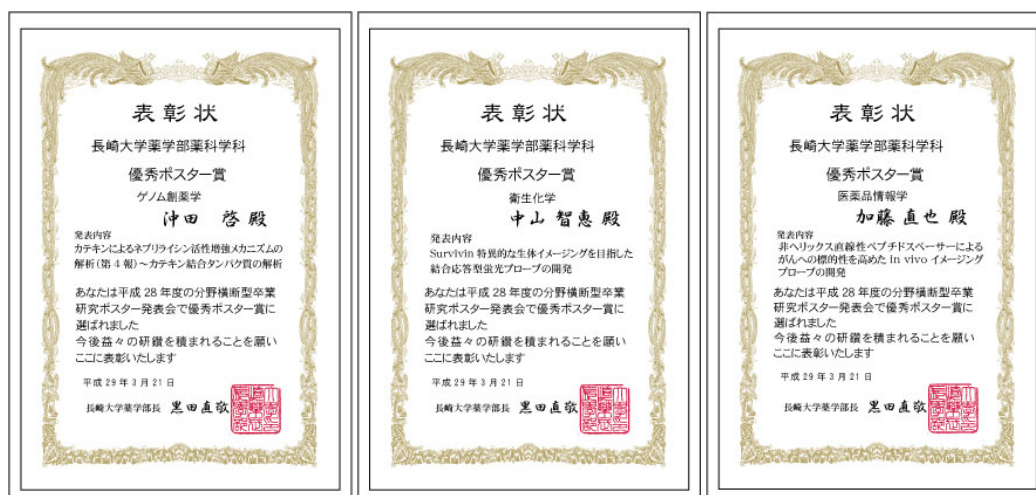 表彰状
長崎大学薬学部薬科学科
優秀ポスター賞
ゲノム創薬学
沖田 啓 殿
発表内容
カテキンによるネプリライシン活性増強メカニズムの
解析(第4報)～カテキン結合タンパク質の解析
あなたは平成28年度の分野横断型卒業
研究ポスター発表会で優秀ポスター賞に
選ばれました
今後益々の研鑽を積まれることを願い
ここに表彰いたします
平成29年3月21日
長崎大学薬学部長 黒田直敬
表彰状
長崎大学薬学部薬科学科
優秀ポスター賞
衛生化学
中山 智惠 殿
発表内容
Survivin特異的な生体イメージングを目指した
結合応答型蛍光プローブの開発
あなたは平成28年度の分野横断型卒業
研究ポスター発表会で優秀ポスター賞に
選ばれました
今後益々の研鑽を積まれることを願い
ここに表彰いたします
平成29年3月21日
長崎大学薬学部長 黒田直敬
表彰状
長崎大学薬学部薬科学科
優秀ポスター賞
医薬品情報学
加藤 直也 殿
発表内容
非ヘリックス直線性ペプチドスペーサーによる
がんへの標的性を高めた in vivo イメージング
プローブの開発
あなたは平成28年度の分野横断型卒業
研究ポスター発表会で優秀ポスター賞に
選ばれました
今後益々の研鑽を積まれることを願い
ここに表彰いたします
平成29年3月21日
長崎大学薬学部長 黒田直敬